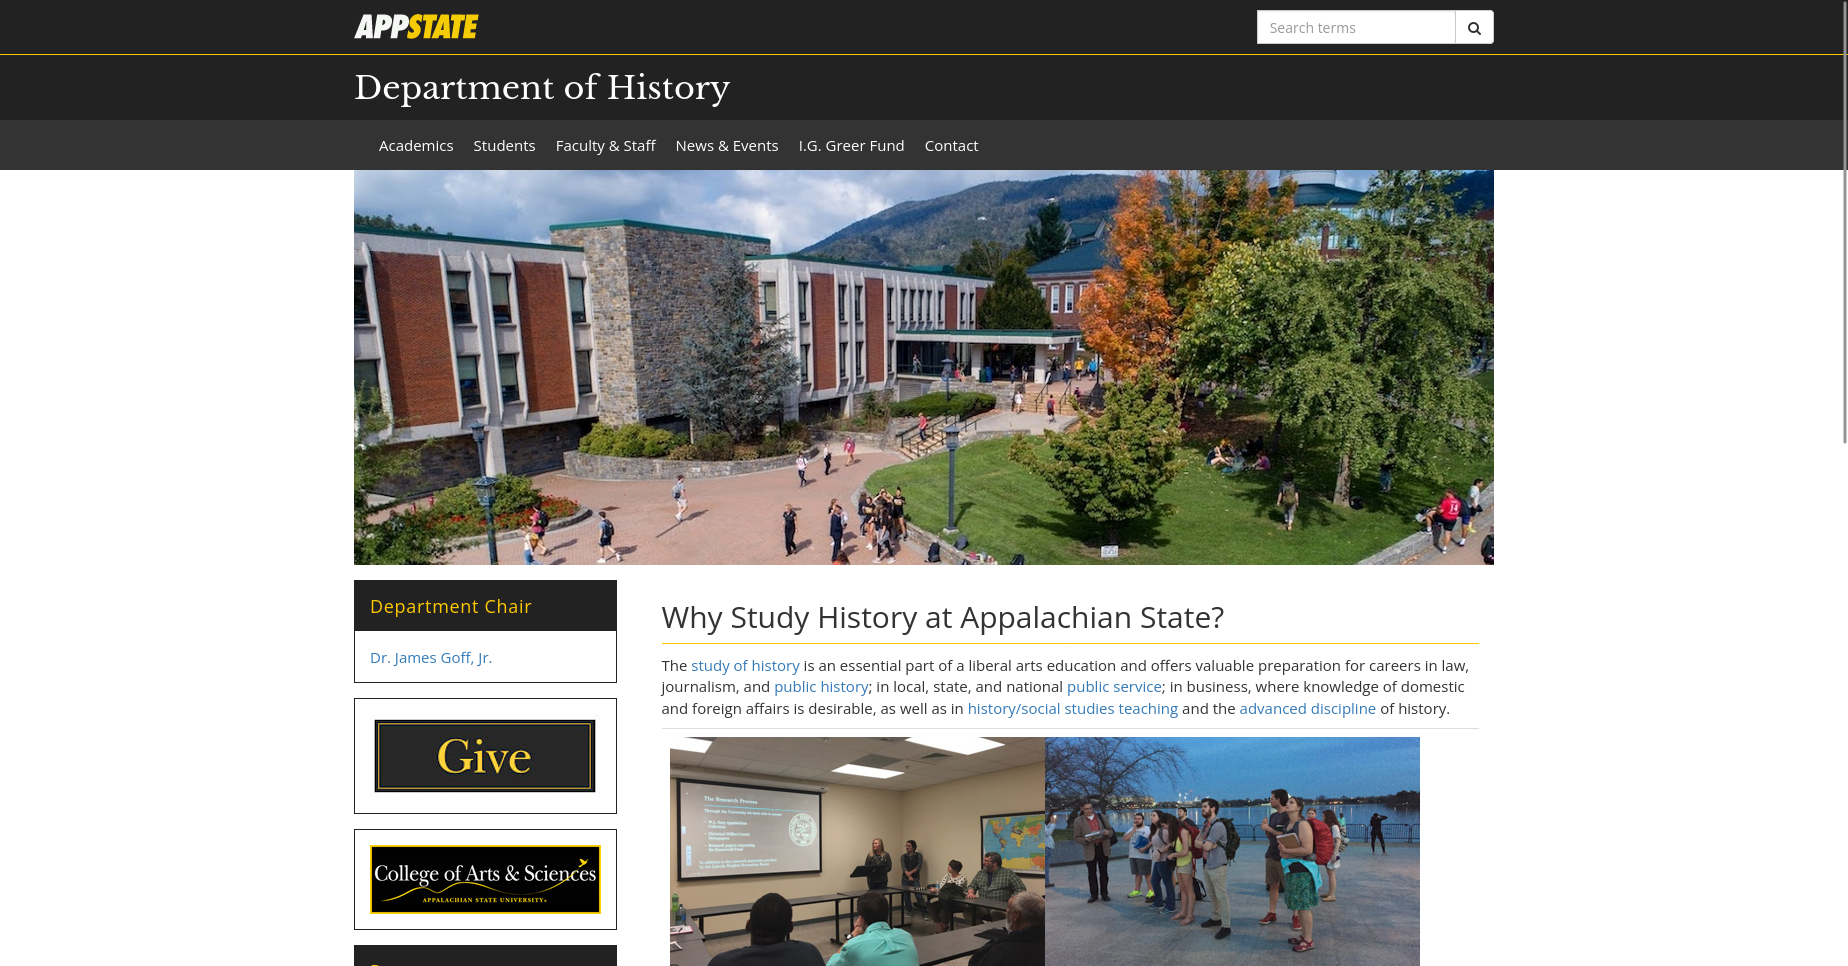 APPSTATE
Search terms
Department of History
Academics Students Faculty & Staff News & Events I.G. Greer Fund Contact
Department Chair
Dr. James Goff, Jr.
Give
College of Arts & Sciences
APPALACHIAN STATE UNIVERSITY
Why Study History at Appalachian State?
The study of history is an essential part of a liberal arts education and offers valuable preparation for careers in law,
journalism, and public history; in local, state, and national public service; in business, where knowledge of domestic
and foreign affairs is desirable, as well as in history/social studies teaching and the advanced discipline of history.
The Research Process